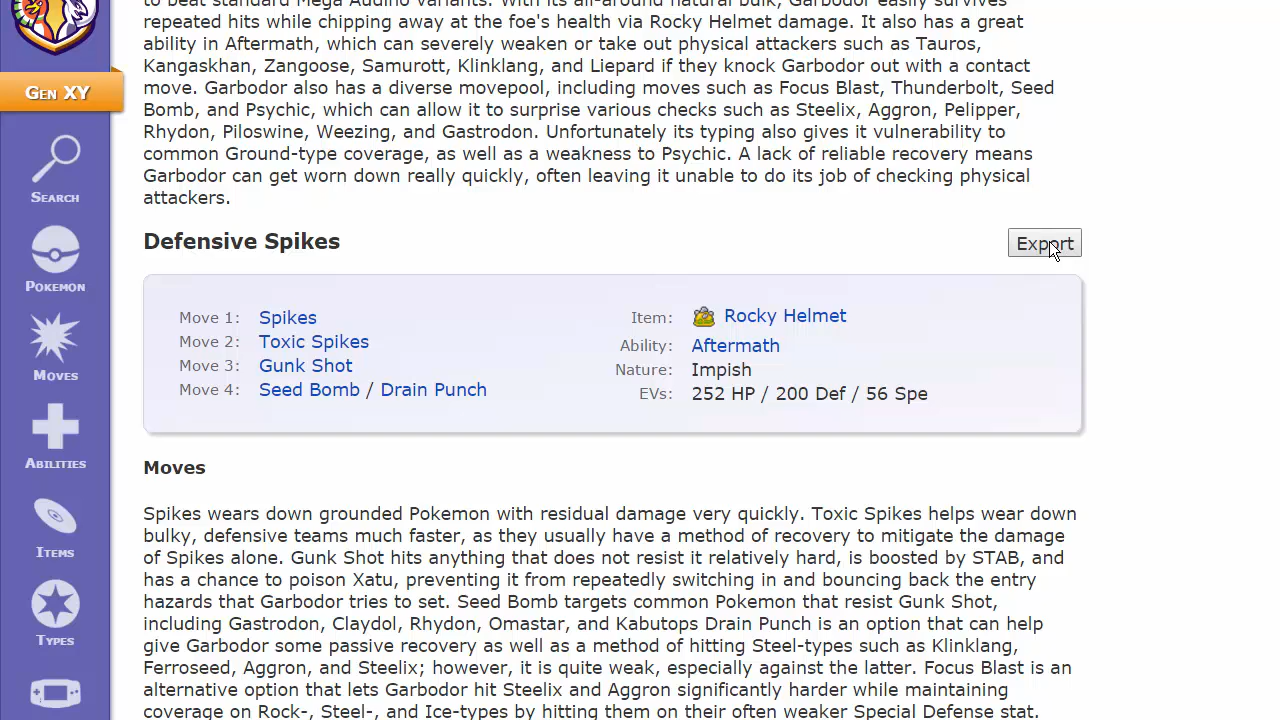 to beat standard Mega Audino variants. With its all-around natural bulk, Garbodor easily survives
repeated hits while chipping away at the foe's health via Rocky Helmet damage. It also has a great
ability in Aftermath, which can severely weaken or take out physical attackers such as Tauros,
Kangaskhan, Zangoose, Samurott, Klinklang, and Liepard if they knock Garbodor out with a contact
move. Garbodor also has a diverse movepool, including moves such as Focus Blast, Thunderbolt, Seed
Bomb, and Psychic, which can allow it to surprise various checks such as Steelix, Aggron, Pelipper,
Rhydon, Piloswine, Weezing, and Gastrodon. Unfortunately its typing also gives it vulnerability to
common Ground-type coverage, as well as a weakness to Psychic. A lack of reliable recovery means
Garbodor can get worn down really quickly, often leaving it unable to do its job of checking physical
attackers.
Gen XY
Search
Pokemon
Moves
Abilities
Items
Types
Defensive Spikes
Export
Move 1: Spikes
Move 2: Toxic Spikes
Move 3: Gunk Shot
Move 4: Seed Bomb / Drain Punch
Item: Rocky Helmet
Ability: Aftermath
Nature: Impish
EVs: 252 HP / 200 Def / 56 Spe
Moves
Spikes wears down grounded Pokemon with residual damage very quickly. Toxic Spikes helps wear down
bulky, defensive teams much faster, as they usually have a method of recovery to mitigate the damage
of Spikes alone. Gunk Shot hits anything that does not resist it relatively hard, is boosted by STAB, and
has a chance to poison Xatu, preventing it from repeatedly switching in and bouncing back the entry
hazards that Garbodor tries to set. Seed Bomb targets common Pokemon that resist Gunk Shot,
including Gastrodon, Claydol, Rhydon, Omastar, and Kabutops Drain Punch is an option that can help
give Garbodor some passive recovery as well as a method of hitting Steel-types such as Klinklang,
Ferroseed, Aggron, and Steelix; however, it is quite weak, especially against the latter. Focus Blast is an
alternative option that lets Garbodor hit Steelix and Aggron significantly harder while maintaining
coverage on Rock-, Steel-, and Ice-types by hitting them on their often weaker Special Defense stat.